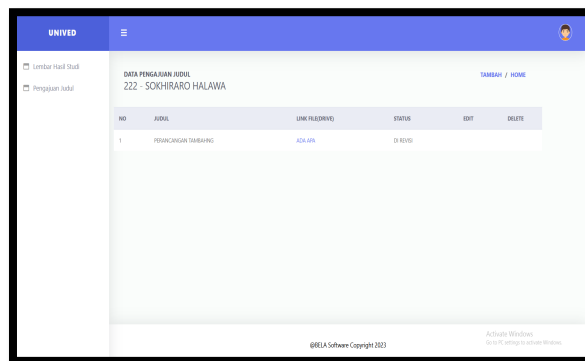 UNIVED
Lembar Hasil Studi
Pengajuan Judul
DATA PENGAJUAN JUDUL
TAMBAH / HOME
222 - SOKHIRARO HALAWA
NO JUDUL LINK FILE(DRIVE) STATUS EDIT DELETE
1 PERANCANGAN TAMBAHNG ADA APA DI REVISI
Activate Windows
Go to PC settings to activate Windows.
@BELA Software Copyright 2023